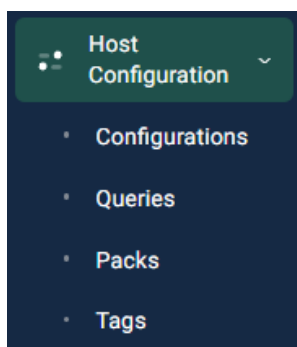 Host
Configuration
Configurations
Queries
Packs
Tags